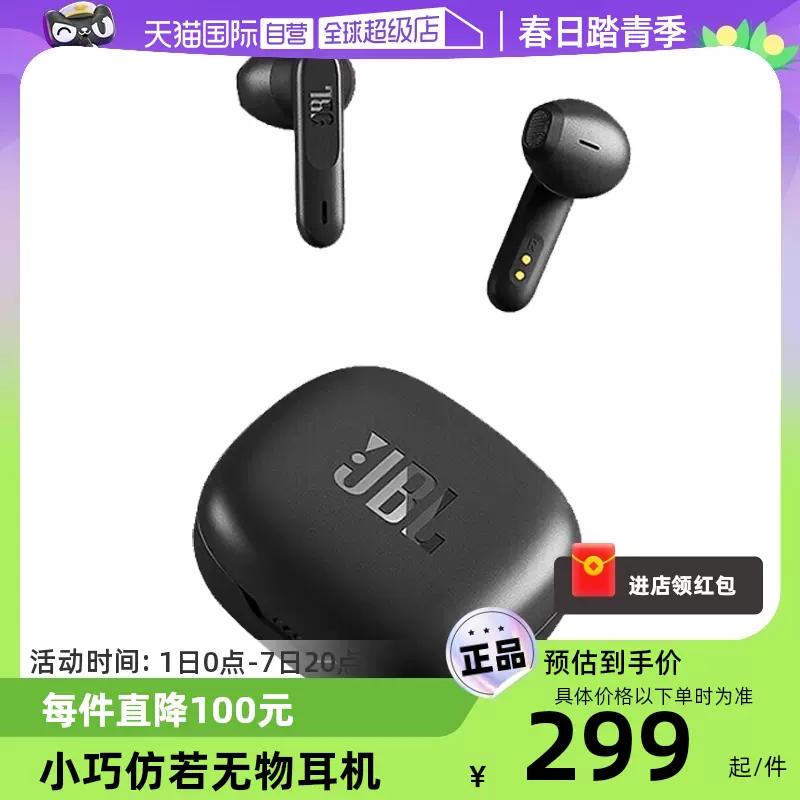 天猫国际 自营 全球超级店 | 春日踏青季
JBL
JBL
进店领红包
活动时间: 1日0点-7日20点
正品
预估到手价
具体价格以下单时为准
每件直降100元
¥ 299 起/件
小巧仿若无物耳机